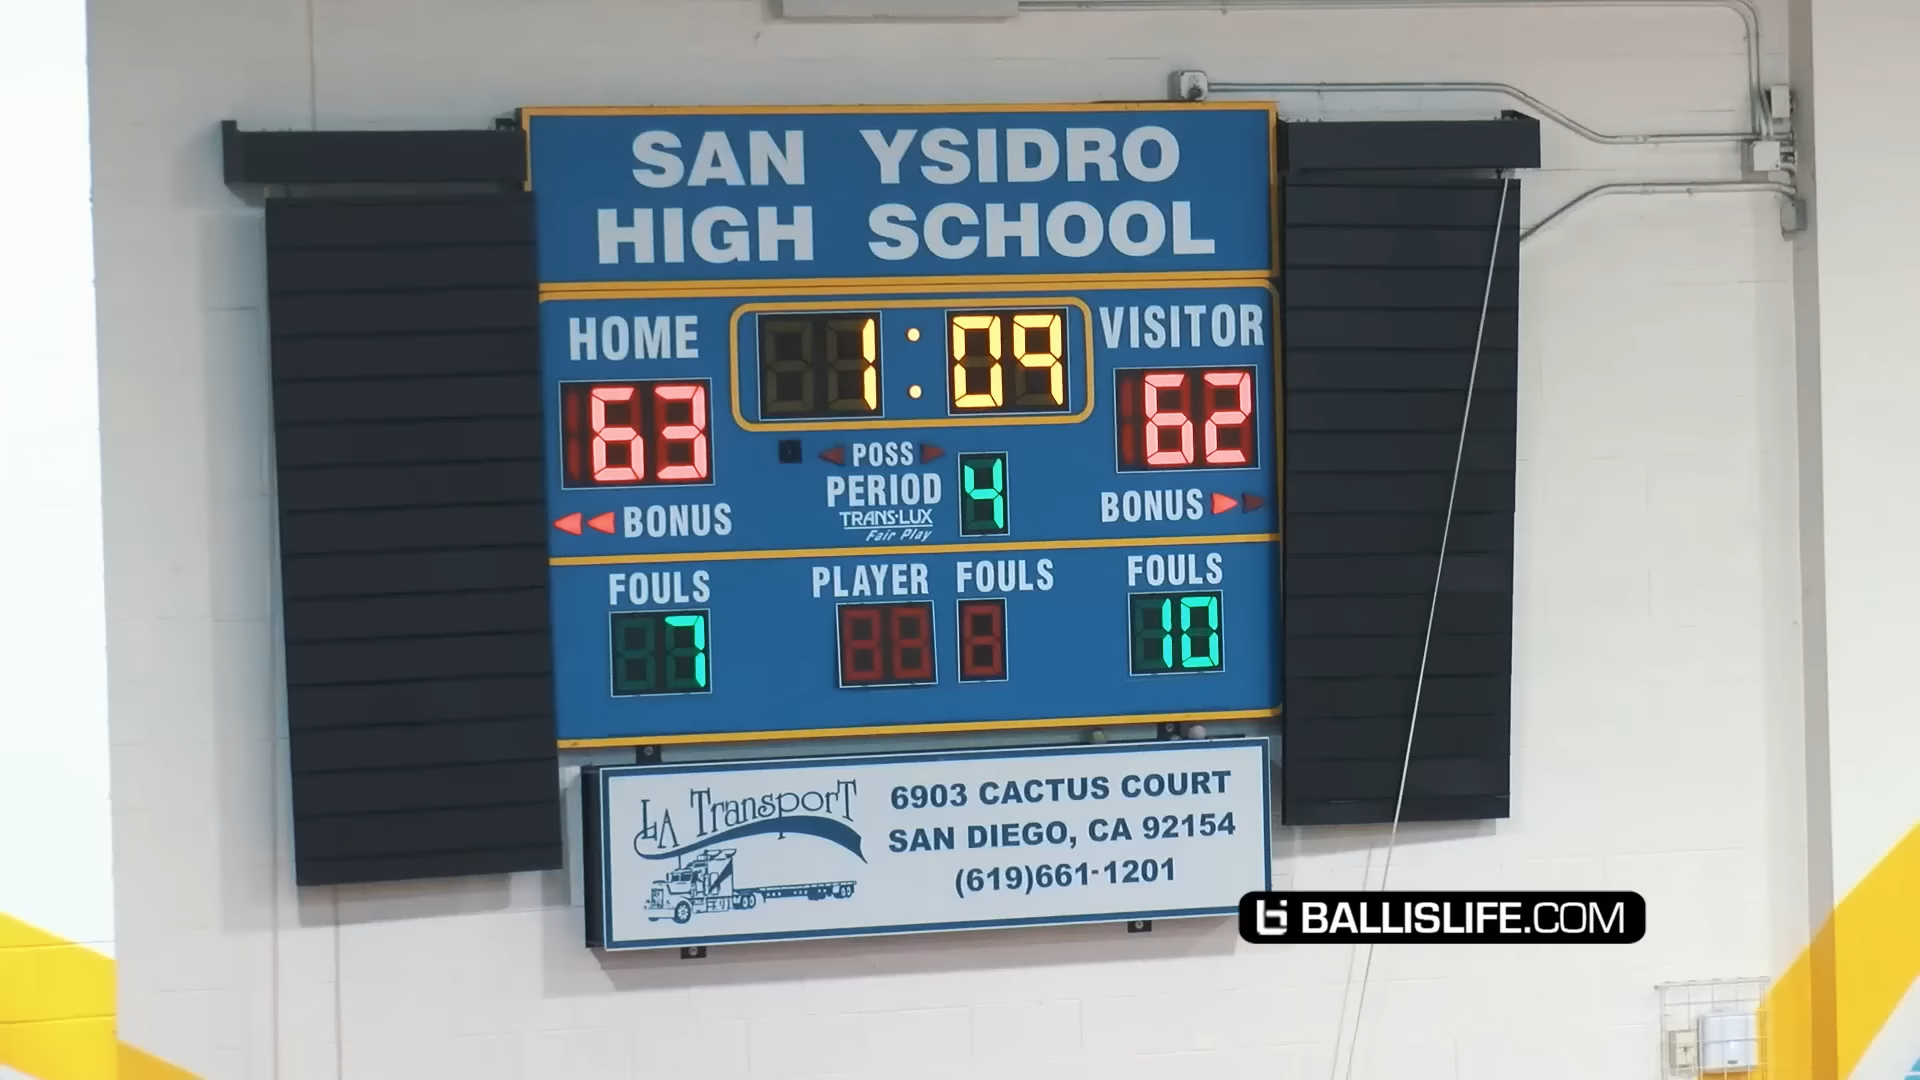 SAN YSIDRO
HIGH SCHOOL
HOME
1:09
VISITOR
63
62
POSS
PERIOD
4
TRANS-LUX
Fair Play
BONUS
BONUS
FOULS
PLAYER FOULS
FOULS
7
10
LA TRANSPORT
6903 CACTUS COURT
SAN DIEGO, CA 92154
(619)661-1201
BALLISLIFE.COM